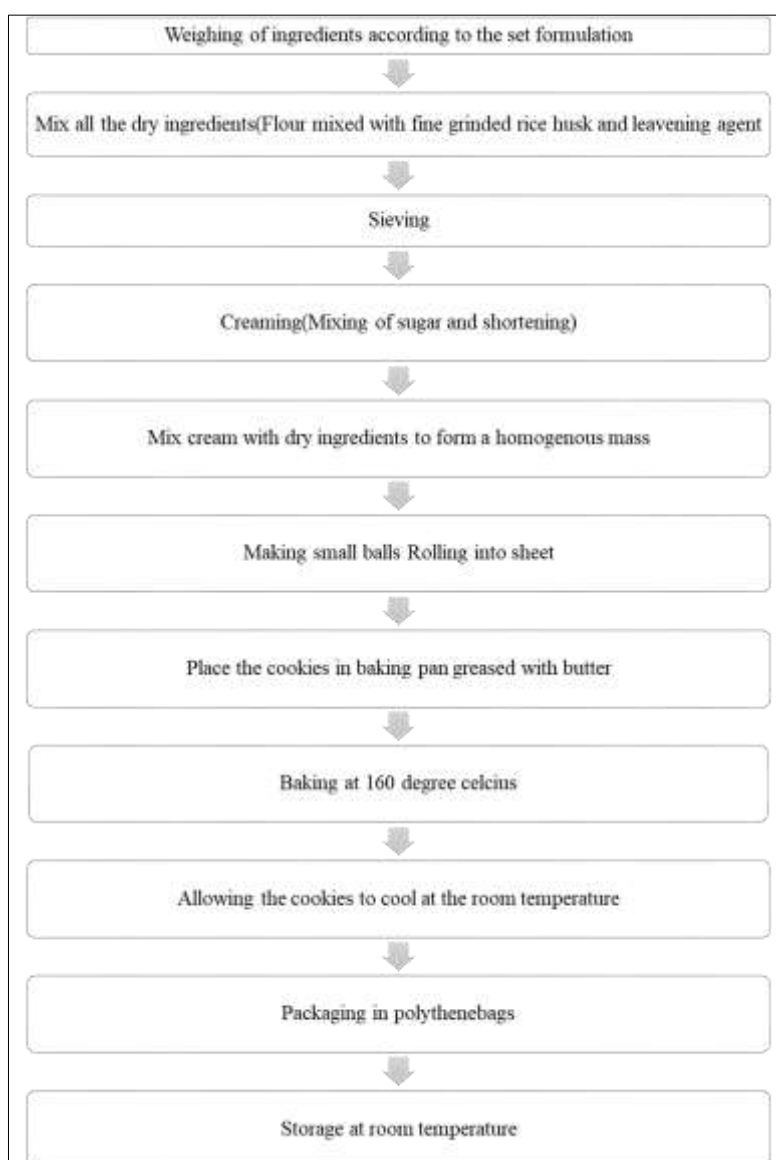 Weighing of ingredients according to the set formulation
Mix all the dry ingredients(Flour mixed with fine grinded rice husk and leavening agent
Sieving
Creaming(Mixing of sugar and shortening)
Mix cream with dry ingredients to form a homogenous mass
Making small balls Rolling into sheet
Place the cookies in baking pan greased with butter
Baking at 160 degree celcius
Allowing the cookies to cool at the room temperature
Packaging in polythenebags
Storage at room temperature